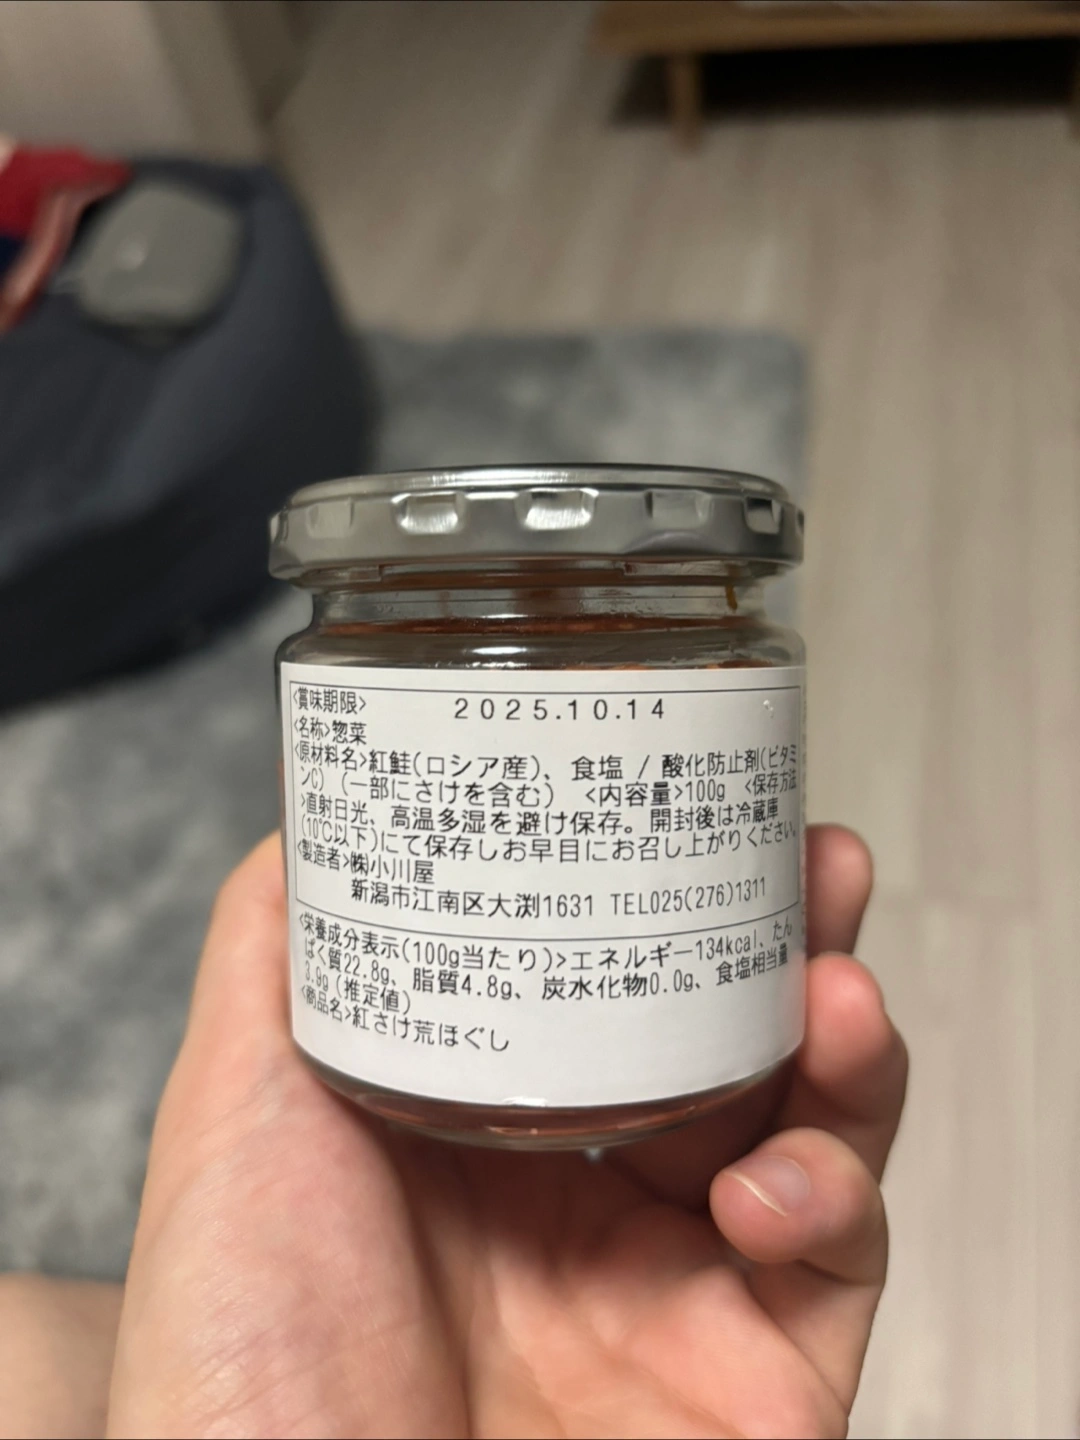 <賞味期限> 2025.10.14
<名称>惣菜
<原材料名>紅鮭(ロシア産)、食塩 / 酸化防止剤(ビタミ
ンC) (一部にさけを含む) <内容量>100g <保存方法
>直射日光、高温多湿を避け保存。開封後は冷蔵庫
(10℃以下)にて保存しお早目にお召し上がりください。
<製造者>㈱小川屋
新潟市江南区大渕1631 TEL025(276)1311
<栄養成分表示(100g当たり)>エネルギー134kcal、たん
ぱく質22.8g、脂質4.8g、炭水化物0.0g、食塩相当量
3.9g(推定値)
<商品名>紅さけ荒ほぐし